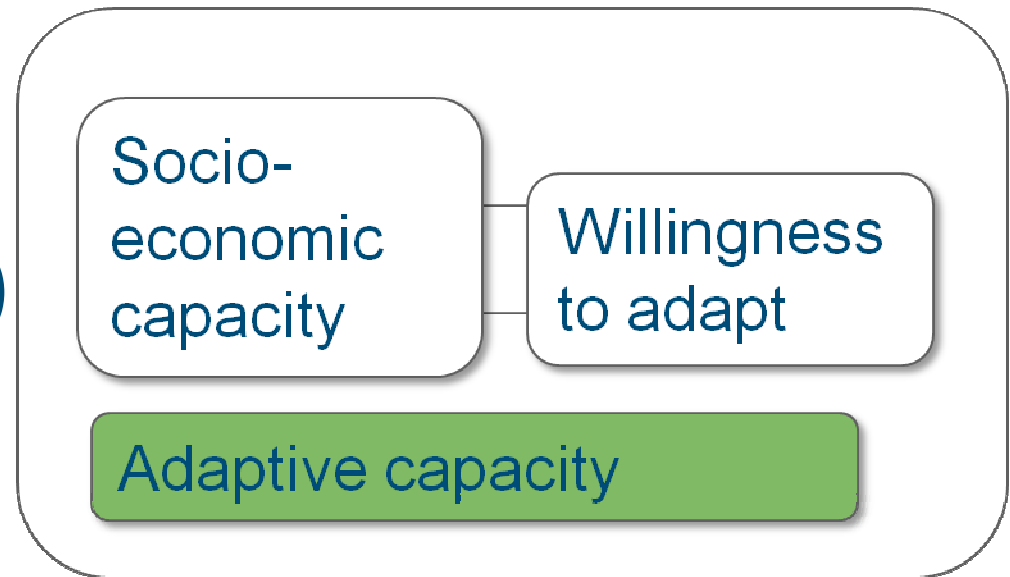 Socio-
economic
capacity
Willingness
to adapt
Adaptive capacity